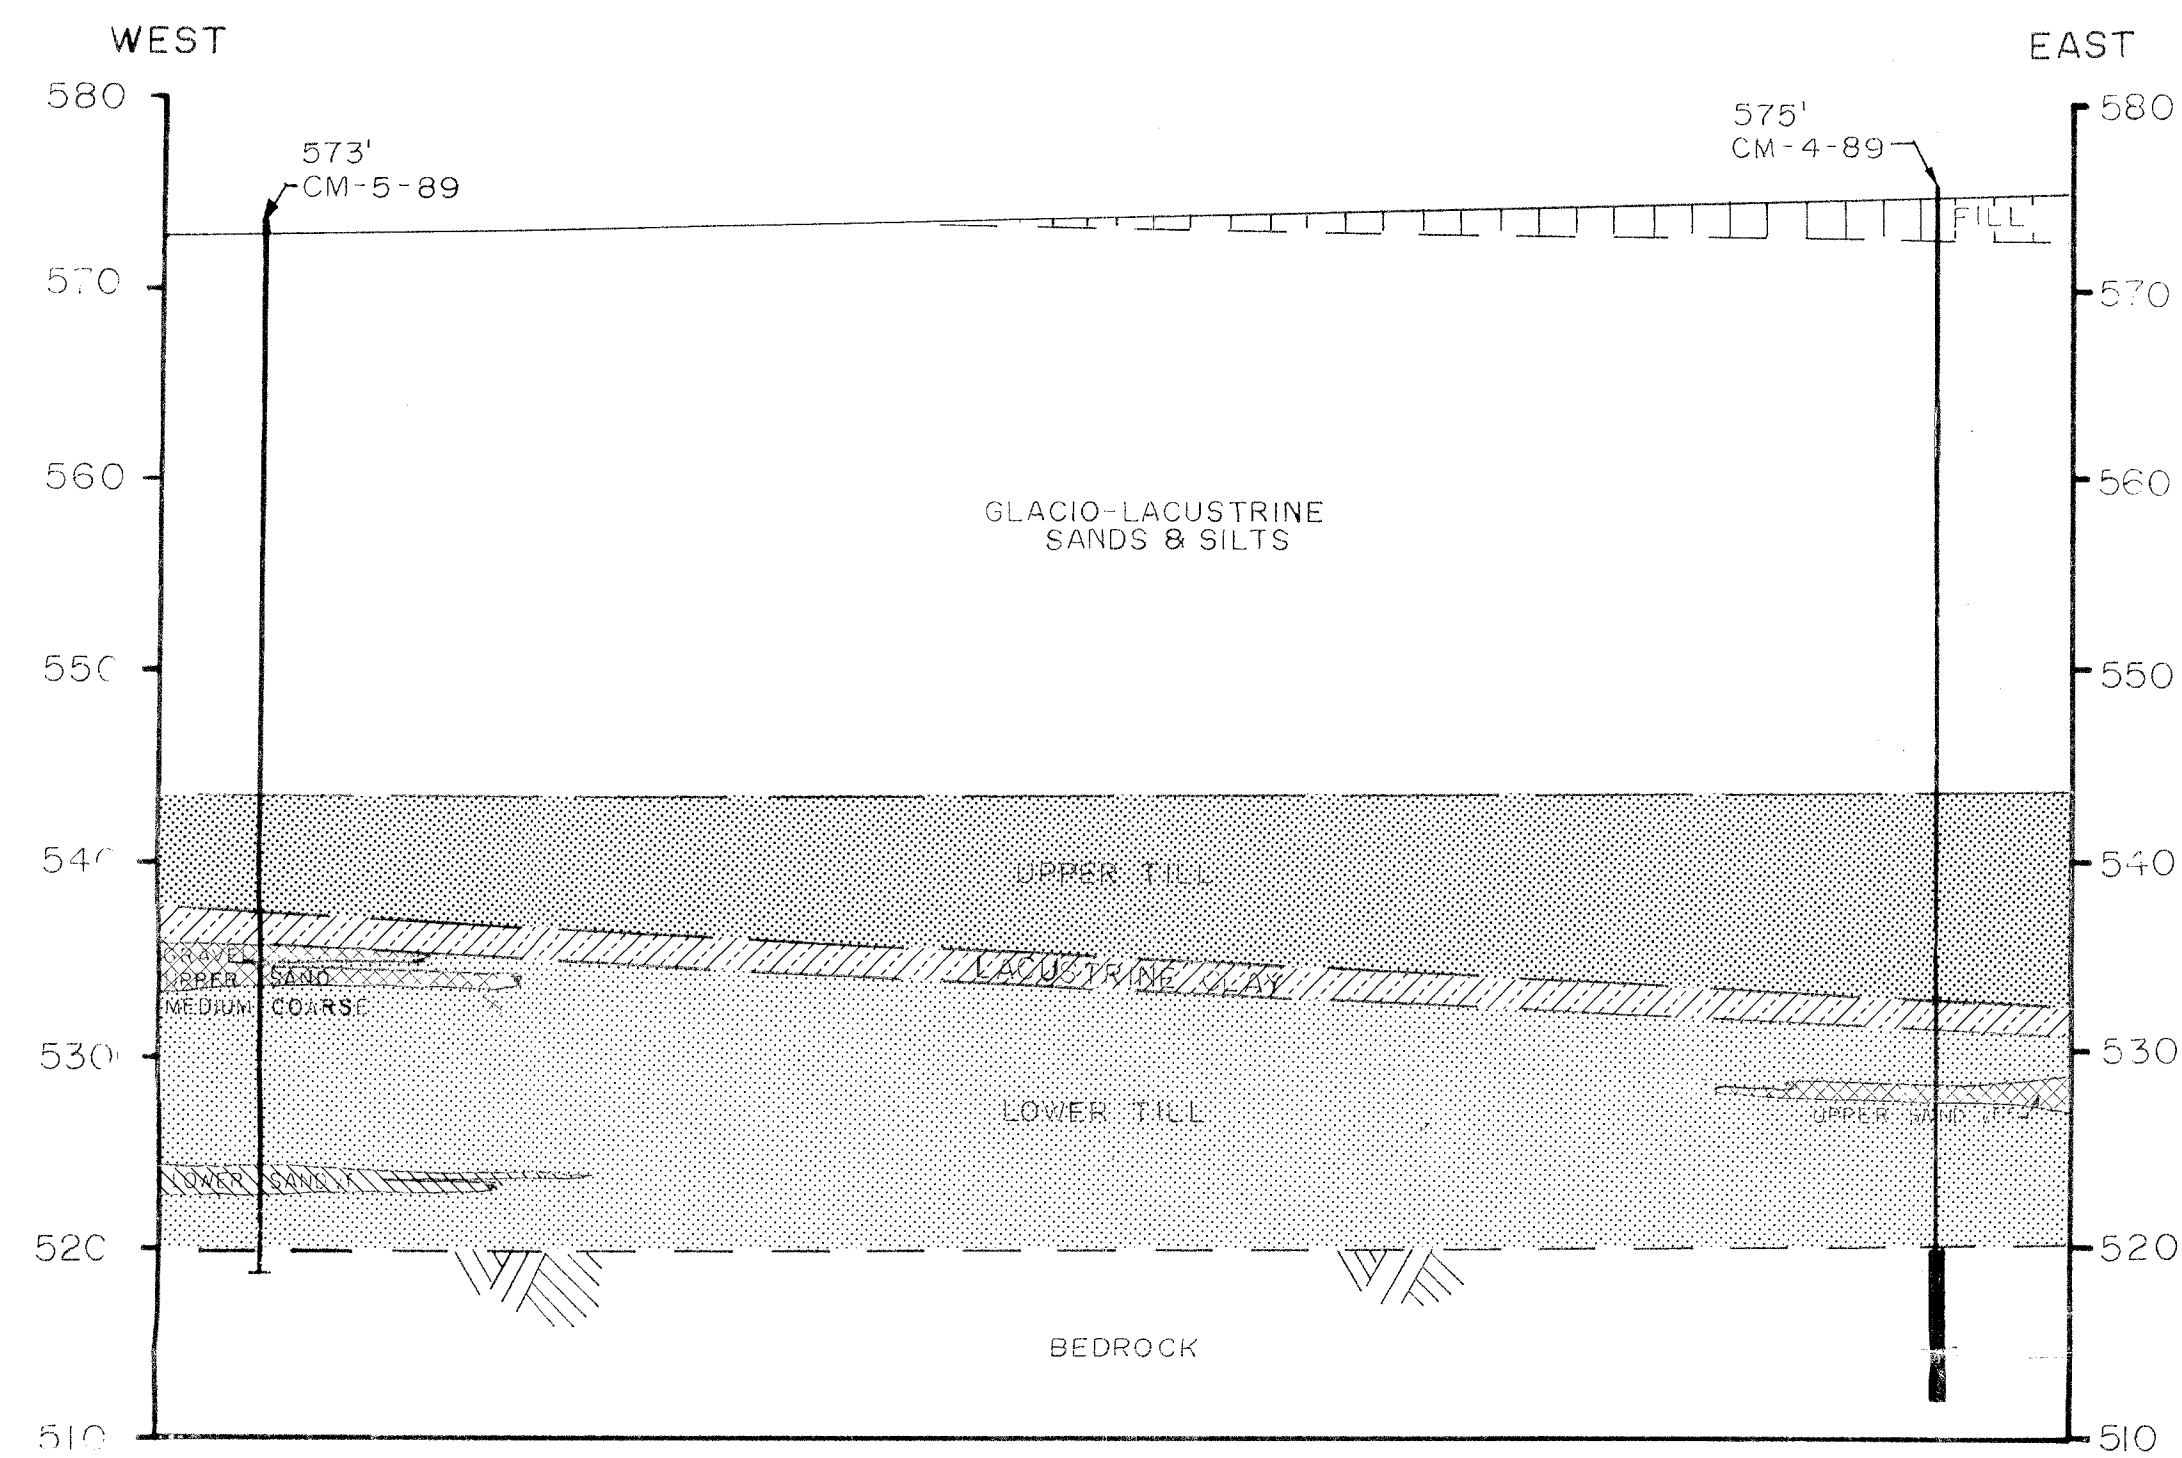 WEST
EAST
580
580
573'
CM-5-89
575'
CM-4-89
FILL
570
570
560
560
GLACIO-LACUSTRINE
SANDS & SILTS
550
550
540
540
UPPER TILL
GRAVEL
UPPER SAND
MEDIUM COARSE
LACUSTRINE CLAY
530
530
LOWER TILL
UPPER SAND
LOWER SAND
520
520
BEDROCK
510
510